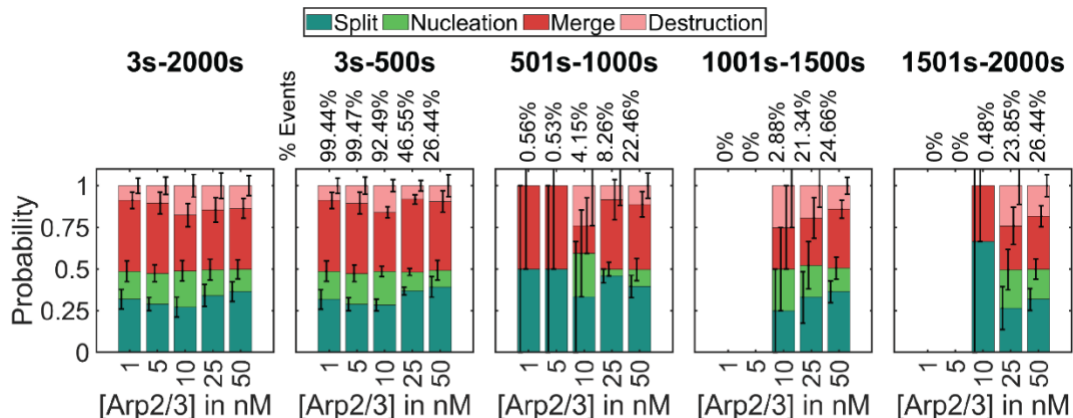 Split Nucleation Merge Destruction
3s-2000s 3s-500s 501s-1000s 1001s-1500s 1501s-2000s
% Events
99.44% 99.47% 92.49% 46.55% 26.44%
0.56% 0.53% 4.15% 8.26% 22.46%
0% 0% 2.88% 21.34% 24.66%
0% 0% 0.48% 23.85% 26.44%
Probability
1
0.75
0.5
0.25
0
1 5 10 25 50 1 5 10 25 50 1 5 10 25 50 1 5 10 25 50 1 5 10 25 50
[Arp2/3] in nM [Arp2/3] in nM [Arp2/3] in nM [Arp2/3] in nM [Arp2/3] in nM